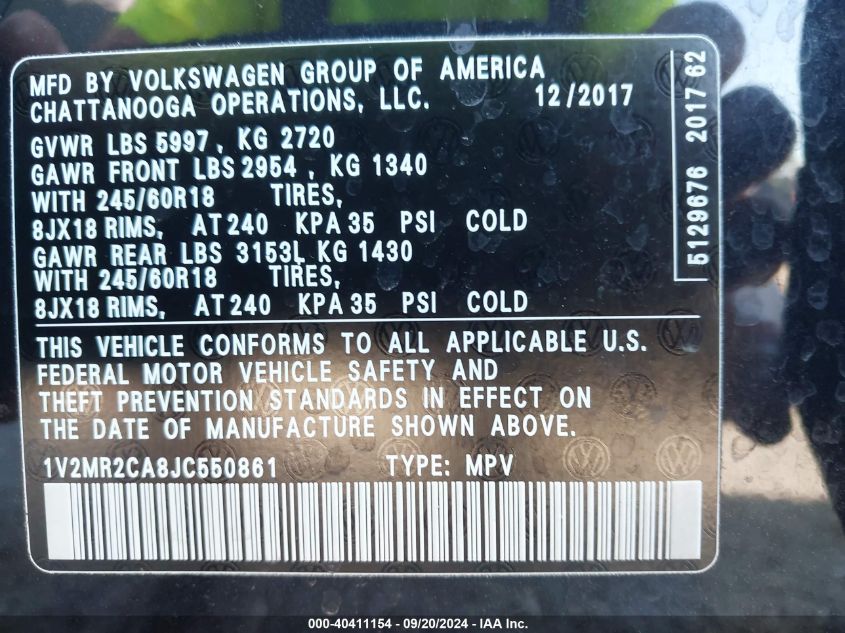 MFD BY VOLKSWAGEN GROUP OF AMERICA
CHATTANOOGA OPERATIONS, LLC. 12/2017
GVWR LBS 5997, KG 2720
GAWR FRONT LBS 2954, KG 1340
WITH 245/60R18 TIRES,
8JX18 RIMS, AT 240 KPA 35 PSI COLD
GAWR REAR LBS 3153L KG 1430
WITH 245/60R18 TIRES,
8JX18 RIMS, AT 240 KPA 35 PSI COLD
5129676 2017 62
THIS VEHICLE CONFORMS TO ALL APPLICABLE U.S.
FEDERAL MOTOR VEHICLE SAFETY AND
THEFT PREVENTION STANDARDS IN EFFECT ON
THE DATE OF MANUFACTURE SHOWN ABOVE.
1V2MR2CA8JC550861 TYPE: MPV
000-40411154 - 09/20/2024 - IAA Inc.